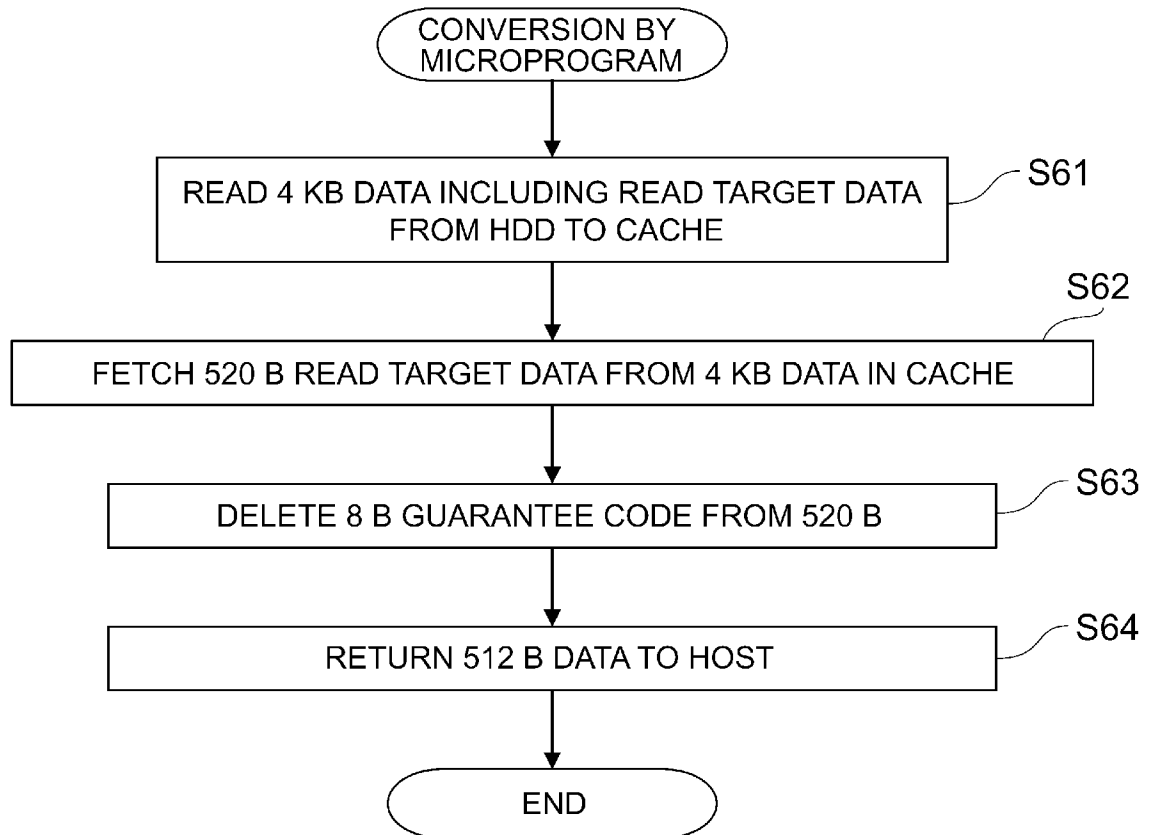 CONVERSION BY
MICROPROGRAM
S61
READ 4 KB DATA INCLUDING READ TARGET DATA
FROM HDD TO CACHE
S62
FETCH 520 B READ TARGET DATA FROM 4 KB DATA IN CACHE
S63
DELETE 8 B GUARANTEE CODE FROM 520 B
S64
RETURN 512 B DATA TO HOST
END